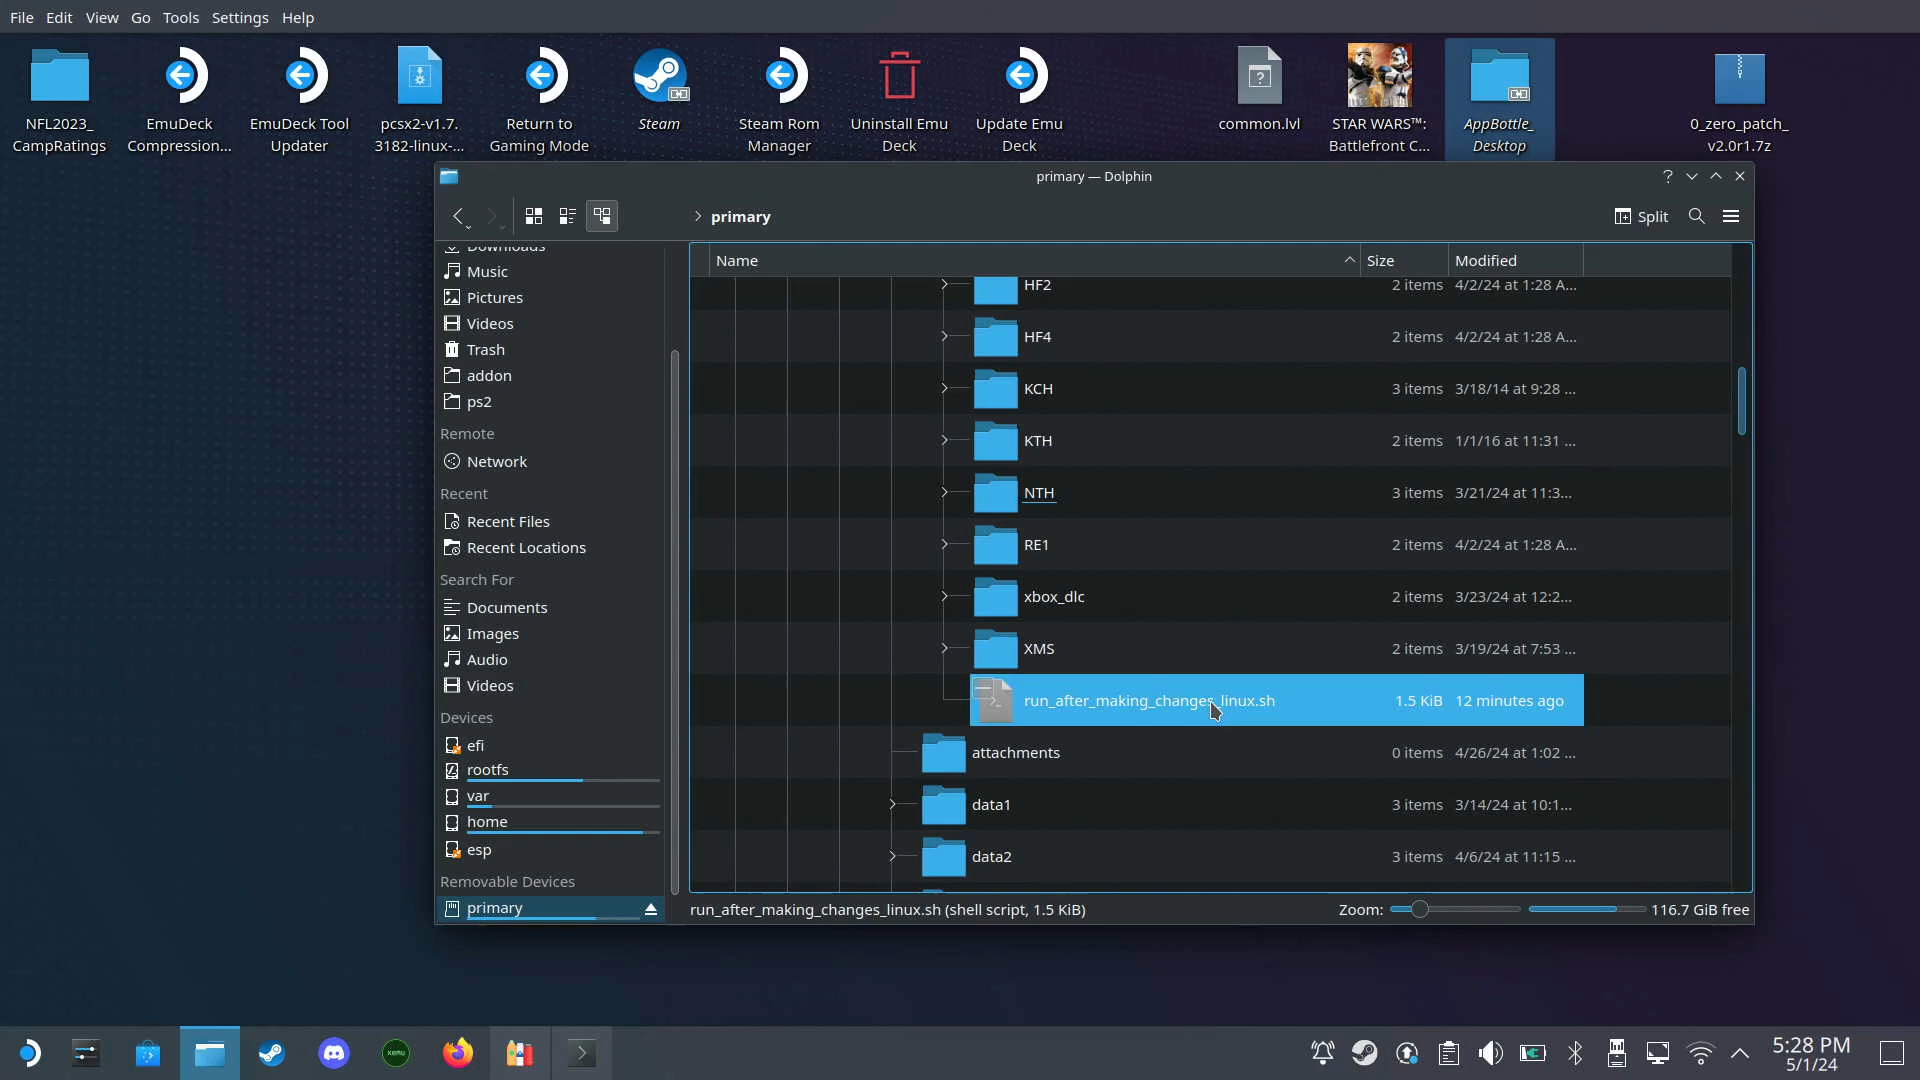 File Edit View Go Tools Settings Help
NFL2023_
CampRatings
EmuDeck
Compression...
EmuDeck Tool
Updater
pcsx2-v1.7.
3182-linux-...
Return to
Gaming Mode
Steam
Steam Rom
Manager
Uninstall Emu
Deck
Update Emu
Deck
common.lvl
STAR WARS™:
Battlefront C...
AppBottle_
Desktop
0_zero_patch_
v2.0r1.7z
primary — Dolphin
primary
Split
Downloads
Music
Pictures
Videos
Trash
addon
ps2
Remote
Network
Recent
Recent Files
Recent Locations
Search For
Documents
Images
Audio
Videos
Devices
efi
rootfs
var
home
esp
Removable Devices
primary
Name Size Modified
HF2 2 items 4/2/24 at 1:28 A...
HF4 2 items 4/2/24 at 1:28 A...
KCH 3 items 3/18/14 at 9:28 ...
KTH 2 items 1/1/16 at 11:31 ...
NTH 3 items 3/21/24 at 11:3...
RE1 2 items 4/2/24 at 1:28 A...
xbox_dlc 2 items 3/23/24 at 12:2...
XMS 2 items 3/19/24 at 7:53 ...
run_after_making_changes_linux.sh 1.5 KiB 12 minutes ago
attachments 0 items 4/26/24 at 1:02 ...
data1 3 items 3/14/24 at 10:1...
data2 3 items 4/6/24 at 11:15 ...
run_after_making_changes_linux.sh (shell script, 1.5 KiB) Zoom: 116.7 GiB free
xemu
5:28 PM
5/1/24